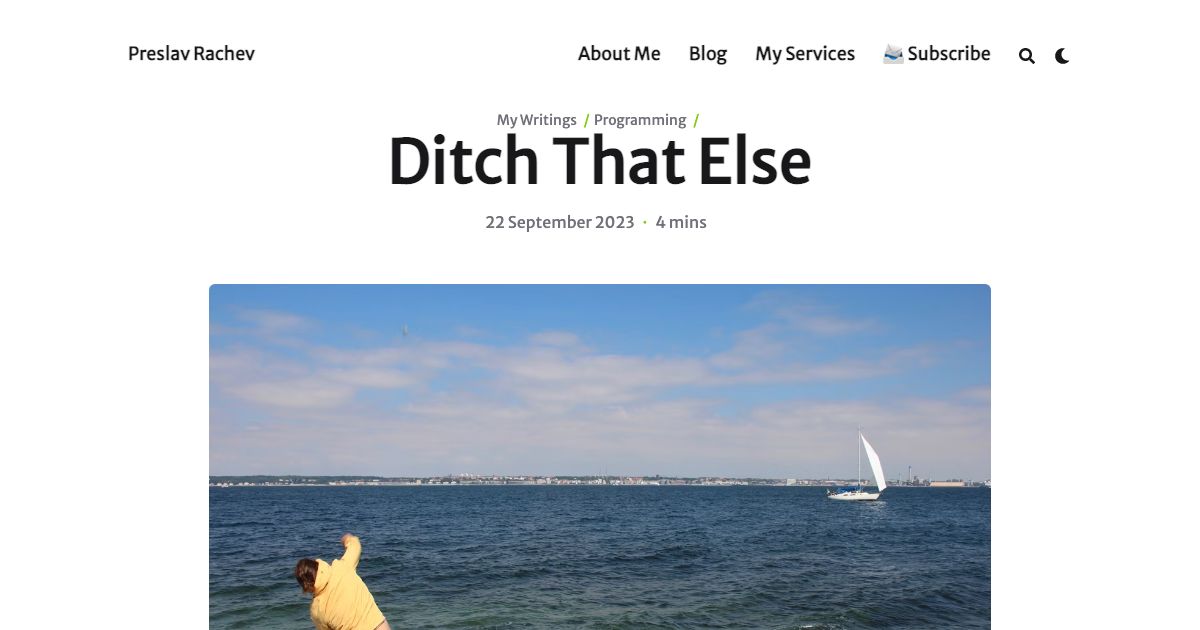 Preslav Rachev About Me Blog My Services Subscribe
My Writings / Programming /
Ditch That Else
22 September 2023 · 4 mins